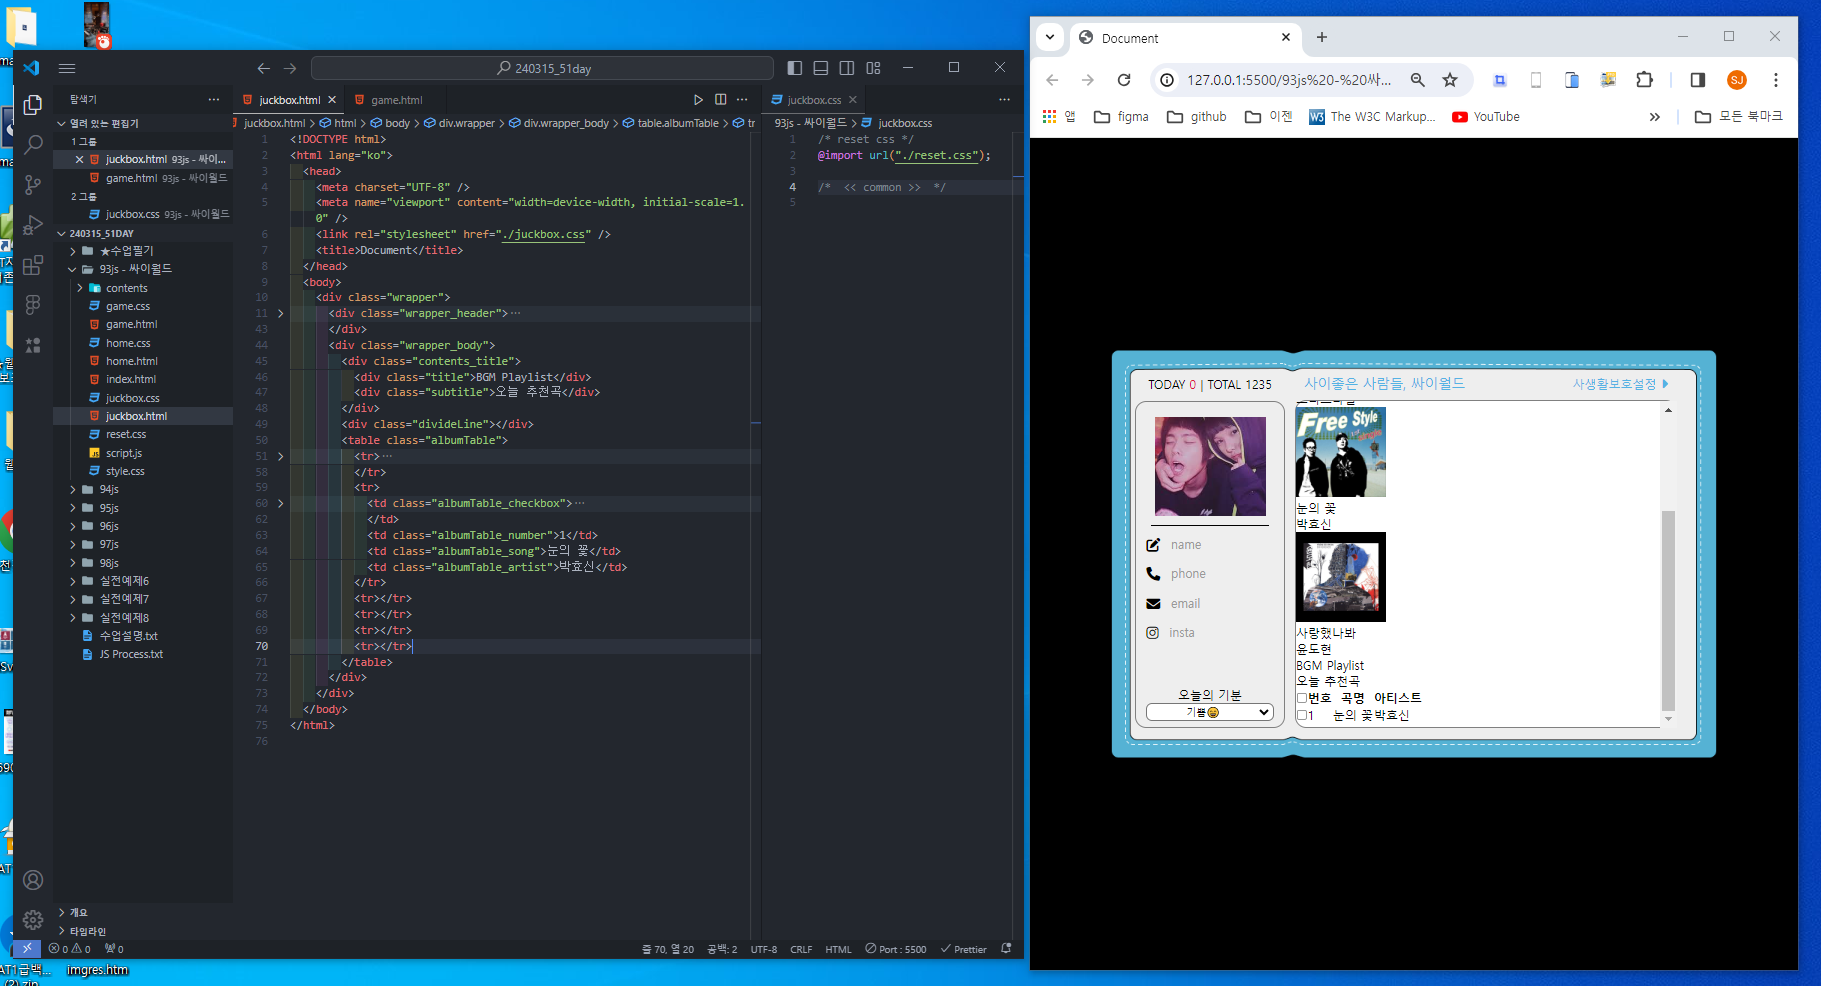 240315_51day
탐색기
열려 있는 편집기
1 그룹
juckbox.html 93js - 싸이...
game.html 93js - 싸이월드
2 그룹
juckbox.css 93js - 싸이월드
240315_51DAY
★수업필기
93js - 싸이월드
contents
game.css
game.html
home.css
home.html
index.html
juckbox.css
juckbox.html
reset.css
script.js
style.css
94js
95js
96js
97js
98js
실전예제6
실전예제7
실전예제8
수업설명.txt
JS Process.txt
개요
타임라인
juckbox.html
game.html
juckbox.html > html > body > div.wrapper > div.wrapper_body > table.albumTable > tr
1 <!DOCTYPE html>
2 <html lang="ko">
3 <head>
4 <meta charset="UTF-8" />
5 <meta name="viewport" content="width=device-width, initial-scale=1.
0" />
6 <link rel="stylesheet" href="./juckbox.css" />
7 <title>Document</title>
8 </head>
9 <body>
10 <div class="wrapper">
11 <div class="wrapper_header">…
43 </div>
44 <div class="wrapper_body">
45 <div class="contents_title">
46 <div class="title">BGM Playlist</div>
47 <div class="subtitle">오늘 추천곡</div>
48 </div>
49 <div class="divideLine"></div>
50 <table class="albumTable">
51 <tr>…
58 </tr>
59 <tr>
60 <td class="albumTable_checkbox">…
62 </td>
63 <td class="albumTable_number">1</td>
64 <td class="albumTable_song">눈의 꽃</td>
65 <td class="albumTable_artist">박효신</td>
66 </tr>
67 <tr></tr>
68 <tr></tr>
69 <tr></tr>
70 <tr></tr>
71 </table>
72 </div>
73 </div>
74 </body>
75 </html>
76
juckbox.css
93js - 싸이월드 > juckbox.css
1 /* reset css */
2 @import url("./reset.css");
3
4 /* << common >> */
5
0 0 0
줄 70, 열 20 공백: 2 UTF-8 CRLF HTML Port : 5500 Prettier
imgres.htm
Document
127.0.0.1:5500/93js%20-%20싸...
SJ
앱 figma github 이젠 The W3C Markup... YouTube 모든 북마크
TODAY 0 | TOTAL 1235
사이좋은 사람들, 싸이월드
사생활보호설정
name
phone
email
insta
오늘의 기분
기쁨😄
Free Style
눈의 꽃
박효신
사랑했나봐
윤도현
BGM Playlist
오늘 추천곡
번호 곡명 아티스트
1 눈의 꽃박효신